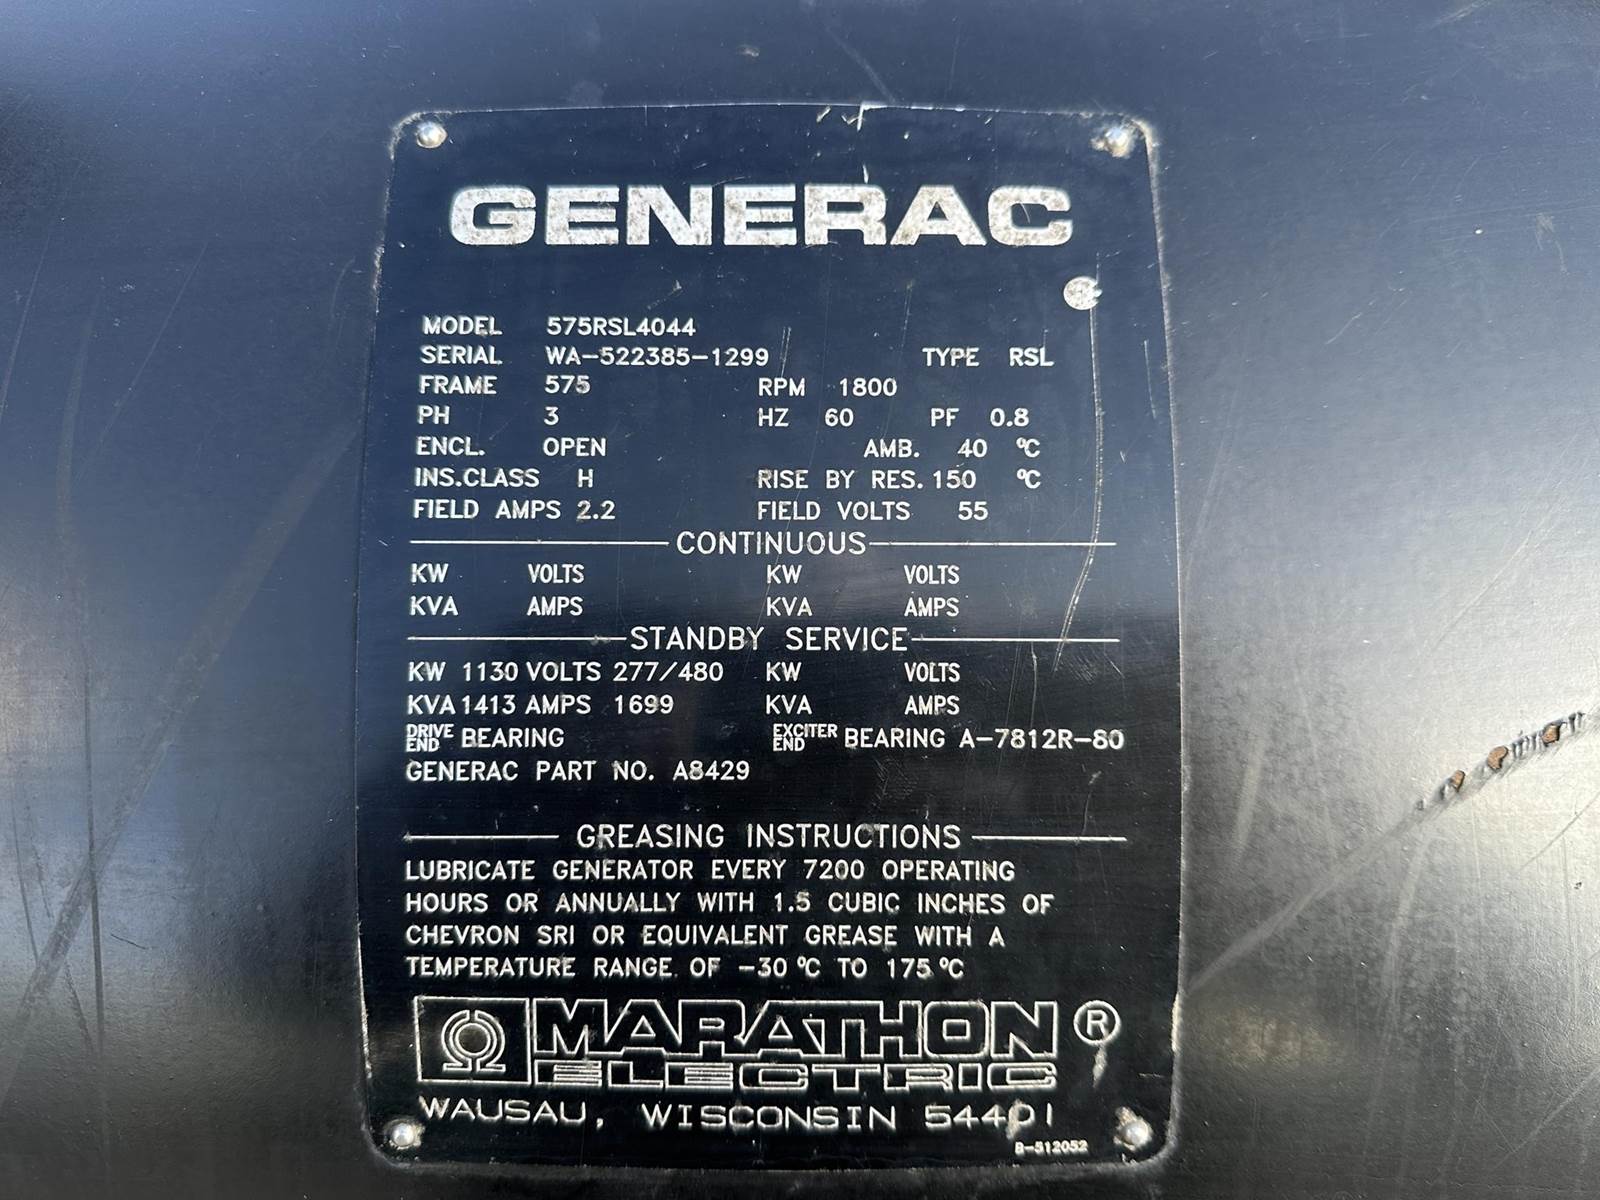 GENERAC
MODEL 575RSL4044
SERIAL WA-522385-1299 TYPE RSL
FRAME 575 RPM 1800
PH 3 HZ 60 PF 0.8
ENCL. OPEN AMB. 40 °C
INS.CLASS H RISE BY RES. 150 °C
FIELD AMPS 2.2 FIELD VOLTS 55
CONTINUOUS
KW VOLTS KW VOLTS
KVA AMPS KVA AMPS
STANDBY SERVICE
KW 1130 VOLTS 277/480 KW VOLTS
KVA 1413 AMPS 1699 KVA AMPS
DRIVE END BEARING EXCITER END BEARING A-7812R-80
GENERAC PART NO. A8429
GREASING INSTRUCTIONS
LUBRICATE GENERATOR EVERY 7200 OPERATING
HOURS OR ANNUALLY WITH 1.5 CUBIC INCHES OF
CHEVRON SRI OR EQUIVALENT GREASE WITH A
TEMPERATURE RANGE OF -30 °C TO 175 °C
MARATHON ®
ELECTRIC
WAUSAU, WISCONSIN 54401
B-512052